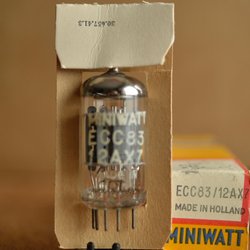 MINIWATT
ECC83
12AX7
ECC83/12AX7
MADE IN HOLLAND
MINIWATT